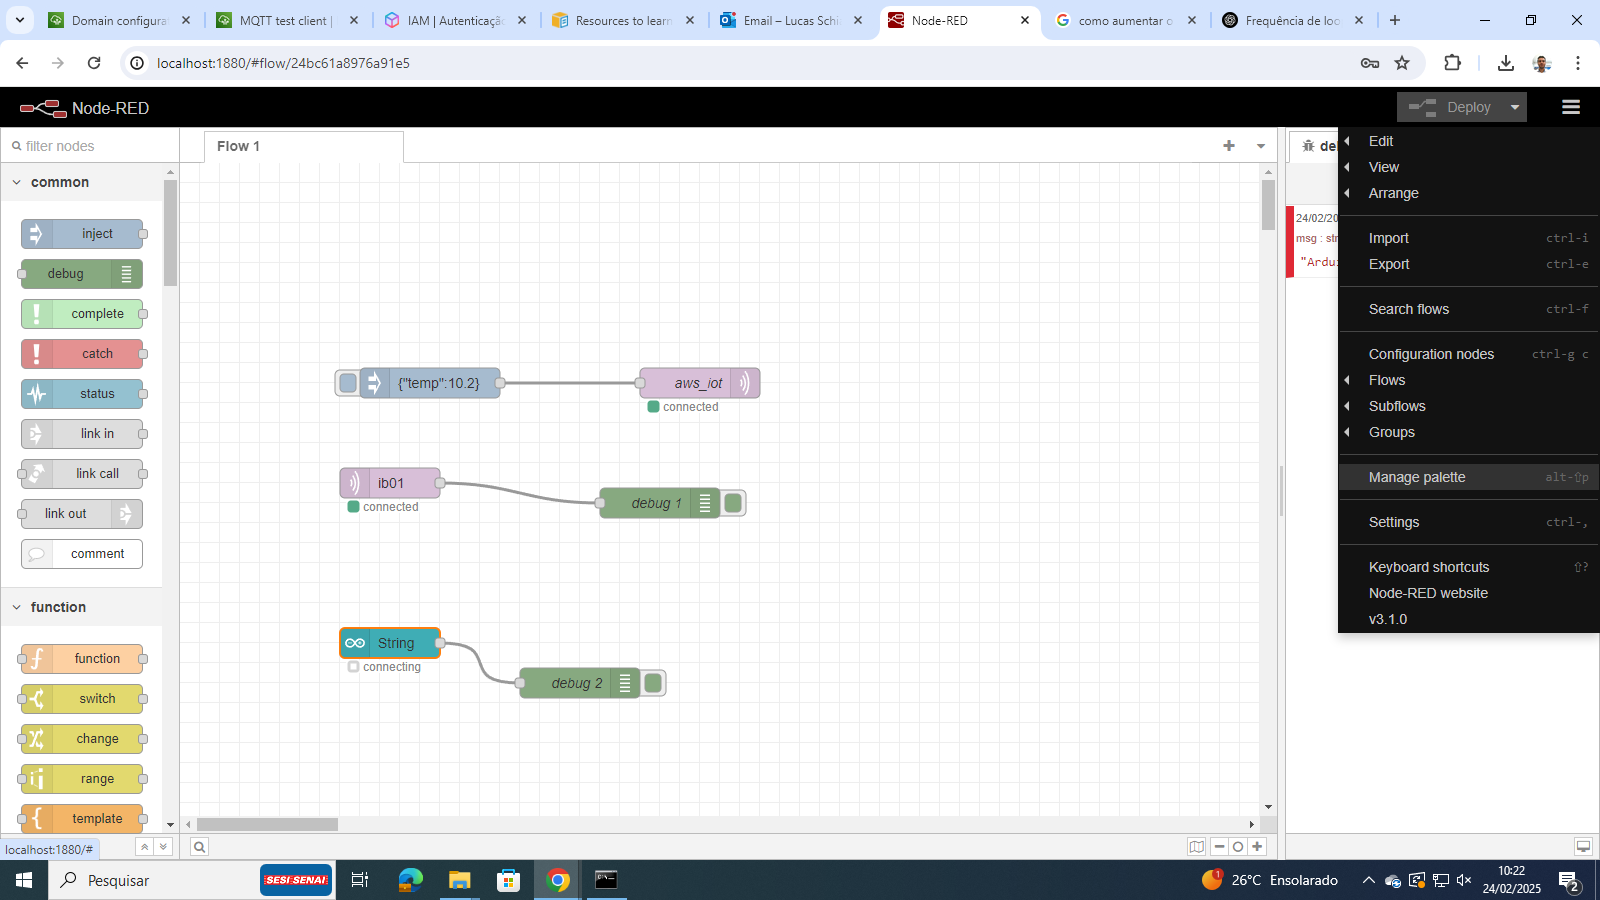 Domain configurat
MQTT test client |
IAM | Autenticaçã
Resources to learn
Email – Lucas Schi
Node-RED
como aumentar o
Frequência de loo
localhost:1880/#flow/24bc61a8976a91e5
Node-RED
Deploy
filter nodes
Flow 1
common
inject
debug
complete
catch
status
link in
link call
link out
comment
function
function
switch
change
range
template
{"temp":10.2}
aws_iot
connected
ib01
connected
debug 1
String
connecting
debug 2
24/02/20
msg : str
"Ardui
Edit
View
Arrange
Import ctrl-i
Export ctrl-e
Search flows ctrl-f
Configuration nodes ctrl-g c
Flows
Subflows
Groups
Manage palette alt-⇧p
Settings ctrl-,
Keyboard shortcuts ⇧?
Node-RED website
v3.1.0
localhost:1880/#
Pesquisar
SESI SENAI
26°C Ensolarado
10:22
24/02/2025
2